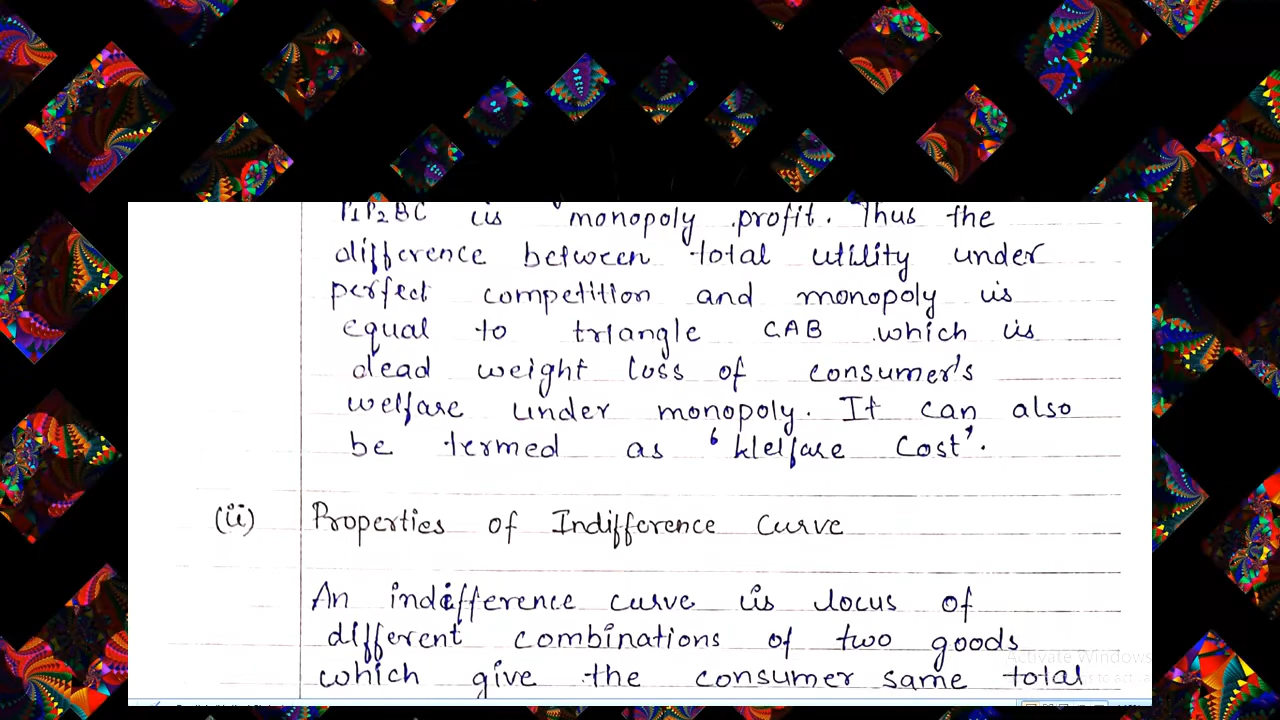 P1P2BC is monopoly profit. Thus the
difference between total utility under
perfect competition and monopoly is
equal to triangle CAB which is
dead weight loss of consumer's
welfare under monopoly. It can also
be termed as 'Welfare Cost'.
(ii) Properties of Indifference Curve
An indifference curve is locus of
different combinations of two goods
which give the consumer same total
Activate Windows